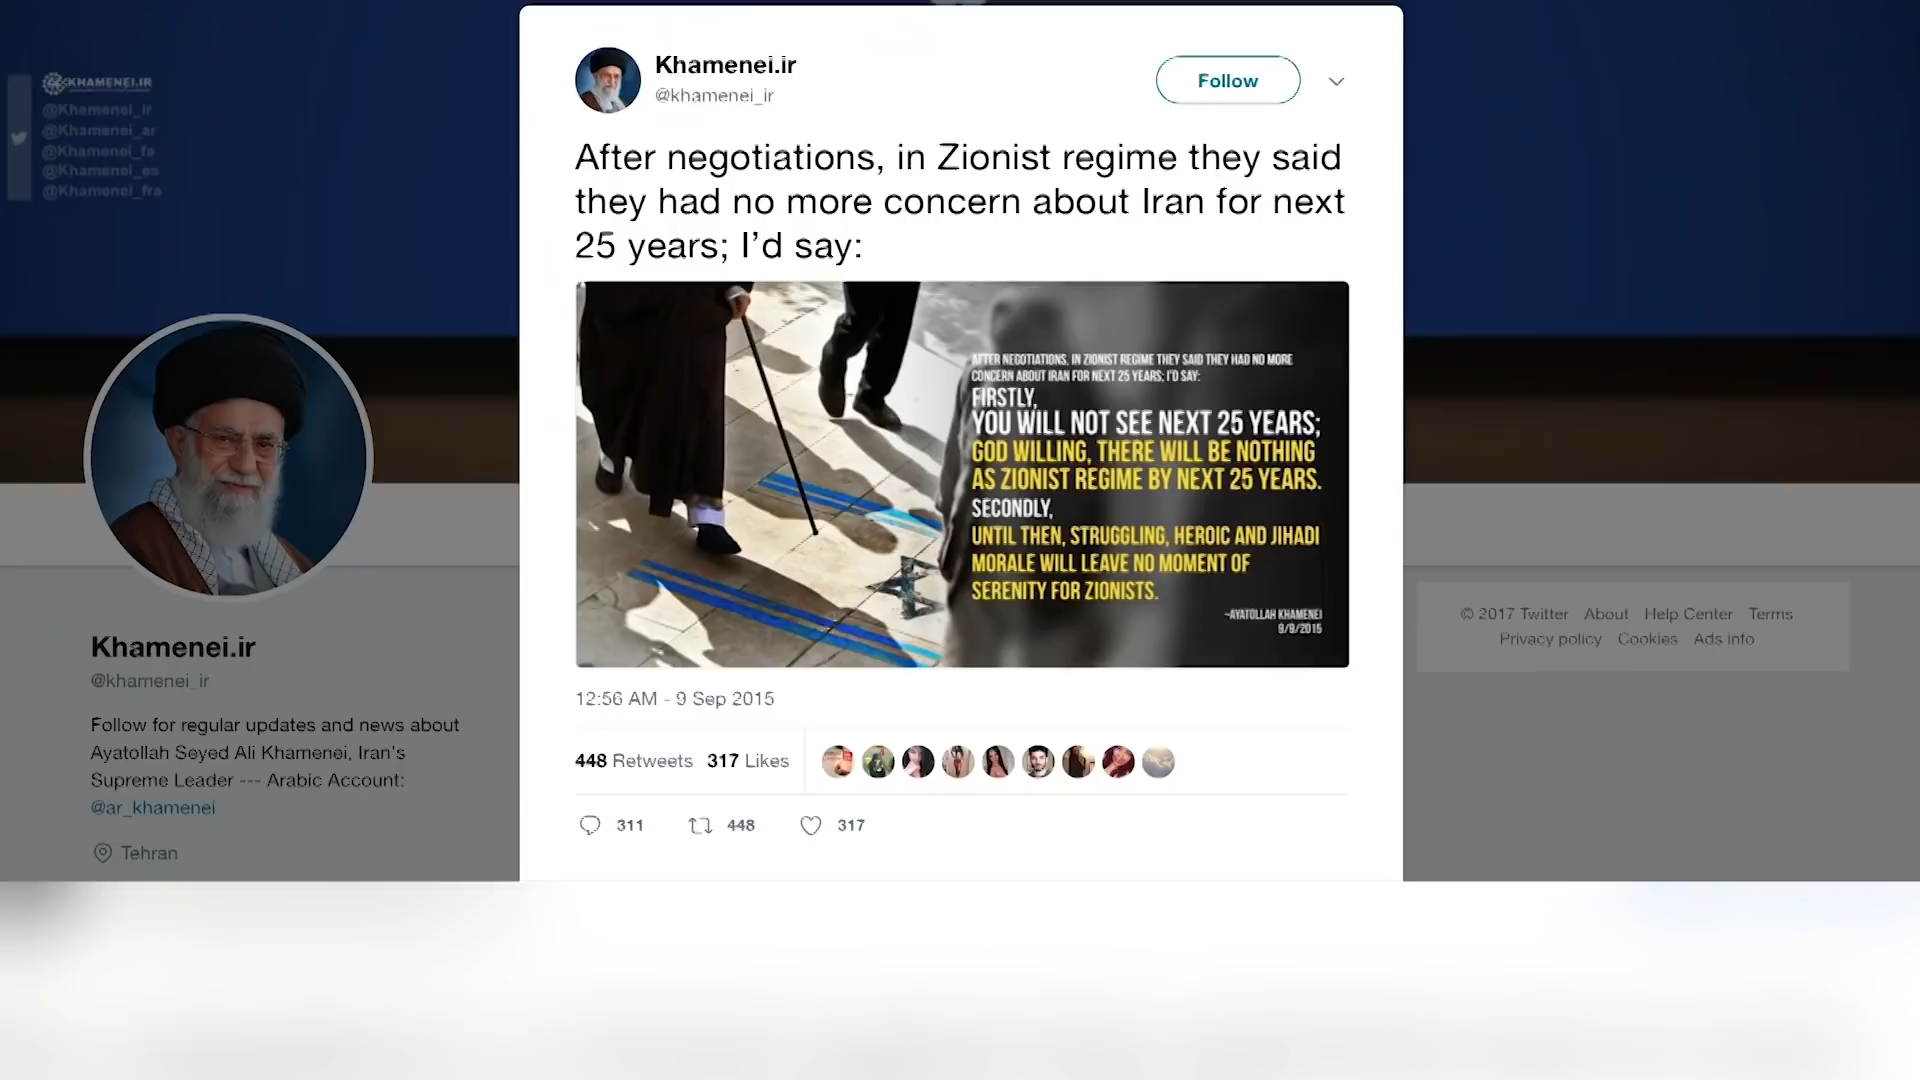 KHAMENEI.IR
@Khamenei_ir
@Khamenei_ar
@Khamenei_fa
@Khamenei_es
@Khamenei_fra
Khamenei.ir
@khamenei_ir
Follow
After negotiations, in Zionist regime they said
they had no more concern about Iran for next
25 years; I’d say:
AFTER NEGOTIATIONS, IN ZIONIST REGIME THEY SAID THEY HAD NO MORE
CONCERN ABOUT IRAN FOR NEXT 25 YEARS; I'D SAY:
FIRSTLY,
YOU WILL NOT SEE NEXT 25 YEARS;
GOD WILLING, THERE WILL BE NOTHING
AS ZIONIST REGIME BY NEXT 25 YEARS.
SECONDLY,
UNTIL THEN, STRUGGLING, HEROIC AND JIHADI
MORALE WILL LEAVE NO MOMENT OF
SERENITY FOR ZIONISTS.
~AYATOLLAH KHAMENEI
9/9/2015
12:56 AM - 9 Sep 2015
448 Retweets 317 Likes
311 448 317
Khamenei.ir
@khamenei_ir
Follow for regular updates and news about
Ayatollah Seyed Ali Khamenei, Iran's
Supreme Leader --- Arabic Account:
@ar_khamenei
Tehran
© 2017 Twitter About Help Center Terms
Privacy policy Cookies Ads info